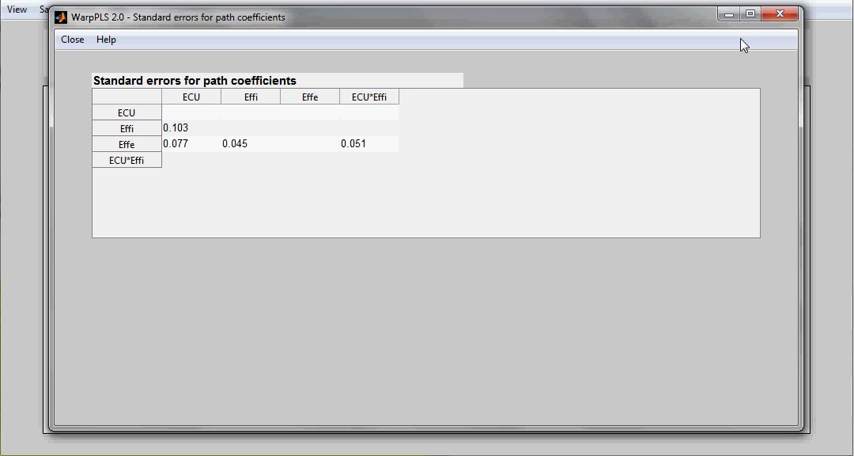 View Sa
WarpPLS 2.0 - Standard errors for path coefficients
Close Help
Standard errors for path coefficients
ECU Effi Effe ECU*Effi
ECU
Effi 0.103
Effe 0.077 0.045 0.051
ECU*Effi